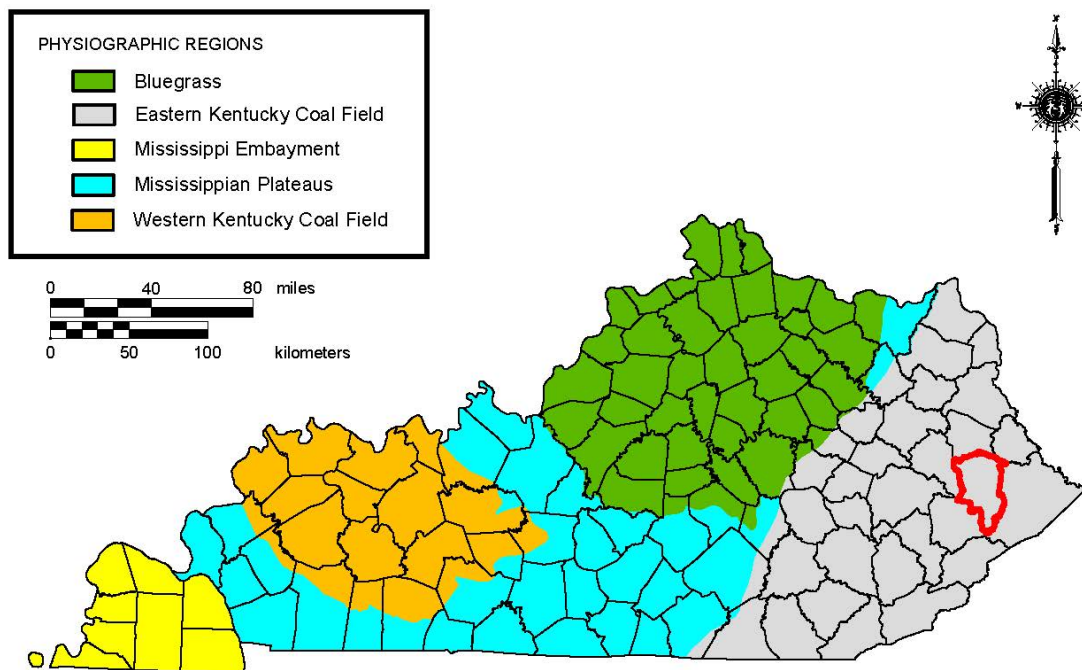 PHYSIOGRAPHIC REGIONS
Bluegrass
Eastern Kentucky Coal Field
Mississippi Embayment
Mississippian Plateaus
Western Kentucky Coal Field
0 40 80 miles
0 50 100 kilometers